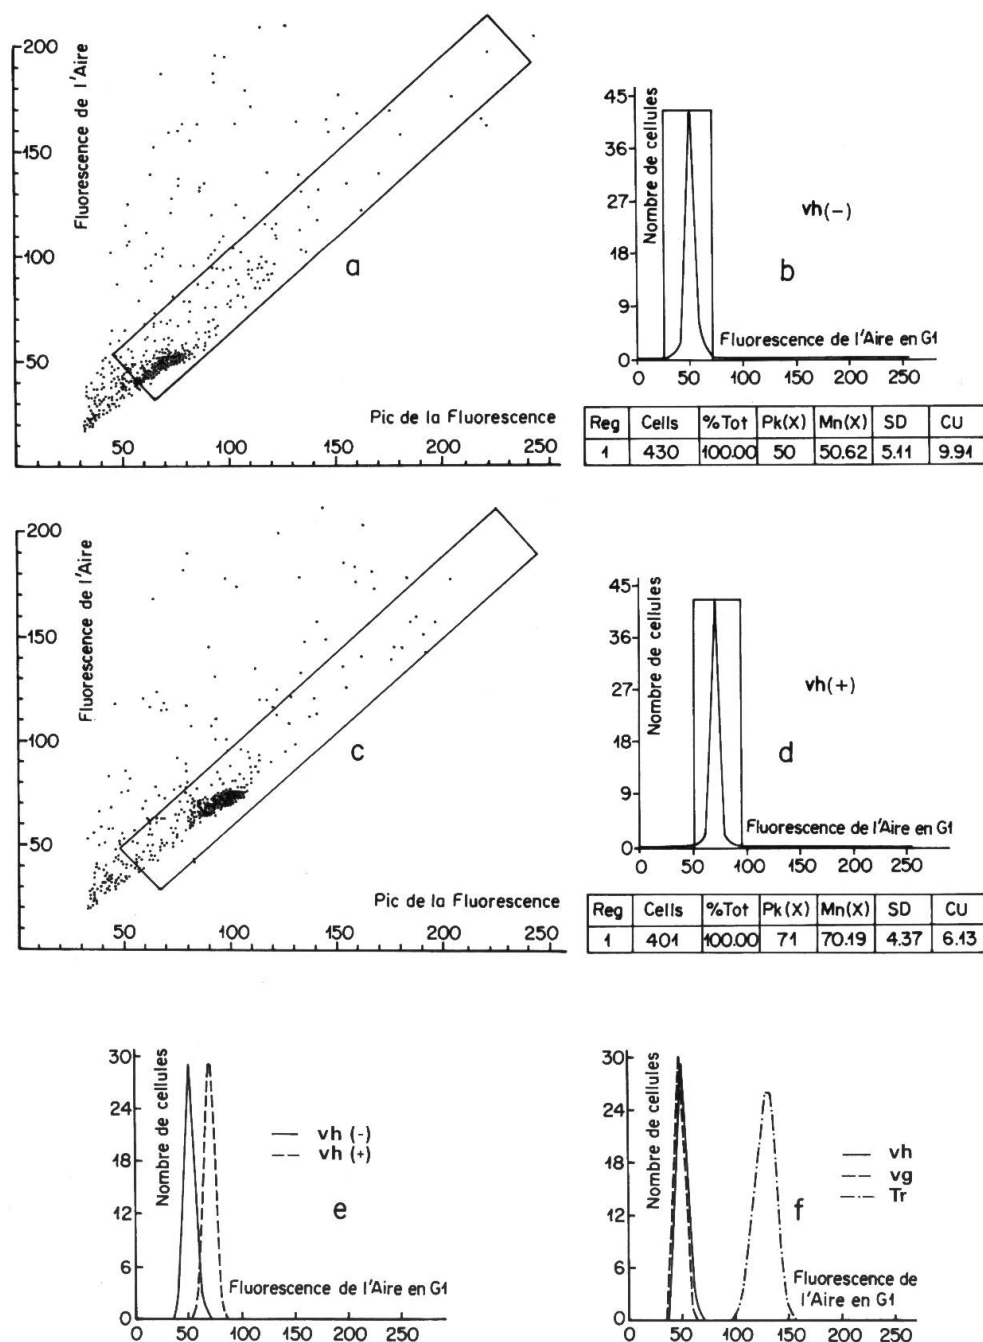 200
150
100
50
Fluorescence de l'Aire
a
Pic de la Fluorescence
50 100 150 200 250
45
36
27
18
9
0
Nombre de cellules
vh(-)
b
Fluorescence de l'Aire en G1
0 50 100 150 200 250
Reg Cells %Tot Pk(X) Mn(X) SD CU
1 430 100.00 50 50.62 5.11 9.91
200
150
100
50
Fluorescence de l'Aire
c
Pic de la Fluorescence
50 100 150 200 250
45
36
27
18
9
0
Nombre de cellules
vh(+)
d
Fluorescence de l'Aire en G1
0 50 100 150 200 250
Reg Cells %Tot Pk(X) Mn(X) SD CU
1 401 100.00 71 70.19 4.37 6.13
30
24
18
12
6
0
Nombre de cellules
vh (-)
vh (+)
e
Fluorescence de l'Aire en G1
0 50 100 150 200 250
30
24
18
12
6
0
Nombre de cellules
vh
vg
Tr
f
Fluorescence de
l'Aire en G1
0 50 100 150 200 250